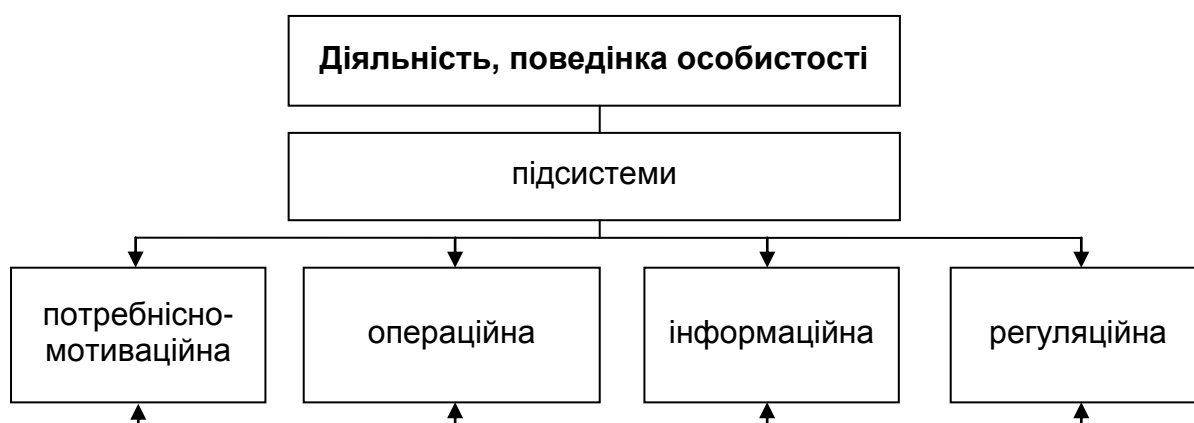 Діяльність, поведінка особистості
підсистеми
потребнісно-
мотиваційна
операційна
інформаційна
регуляційна